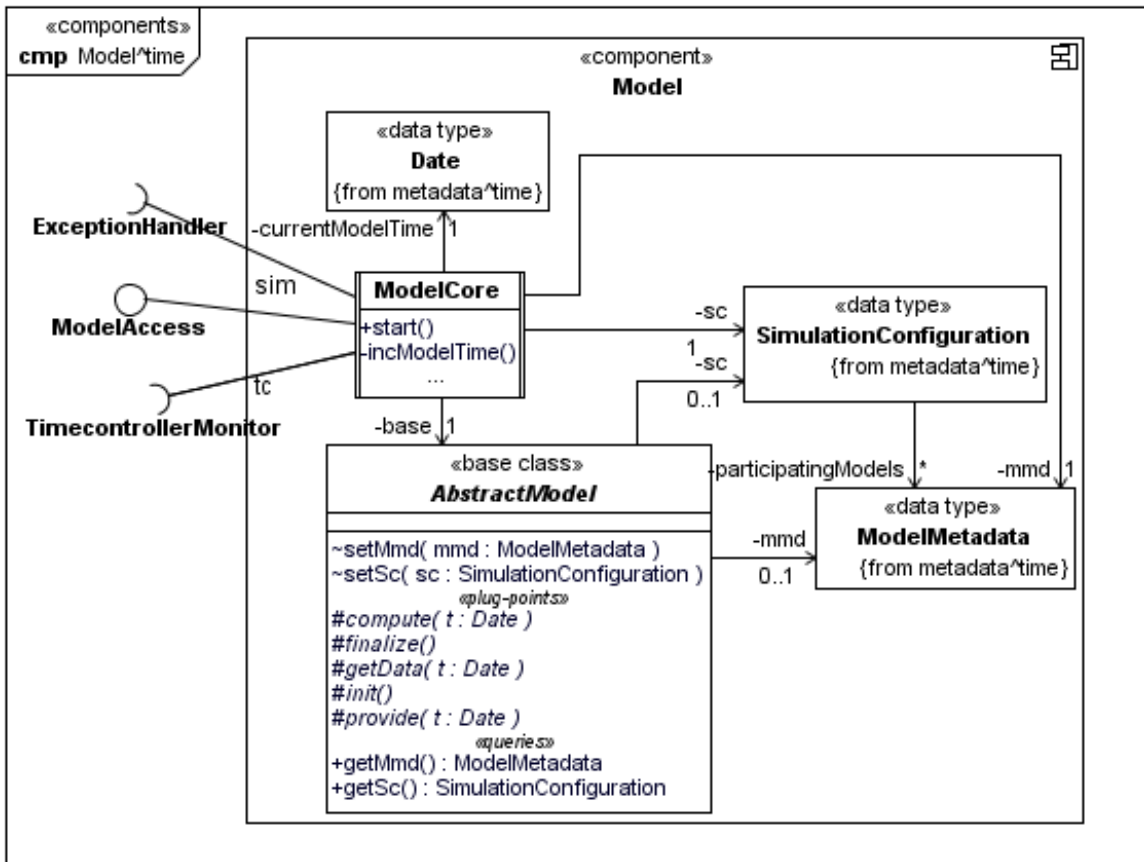 «components»
cmp Model^time
«component»
Model
«data type»
Date
{from metadata^time}
ExceptionHandler
-currentModelTime 1
sim
ModelAccess
ModelCore
+start()
-incModelTime()
...
tc
TimecontrollerMonitor
-sc
1
-sc
0..1
«data type»
SimulationConfiguration
{from metadata^time}
-base 1
-participatingModels *
-mmd 1
«base class»
AbstractModel
~setMmd( mmd : ModelMetadata )
~setSc( sc : SimulationConfiguration )
«plug-points»
#compute( t : Date )
#finalize()
#getData( t : Date )
#init()
#provide( t : Date )
«queries»
+getMmd() : ModelMetadata
+getSc() : SimulationConfiguration
-mmd
0..1
«data type»
ModelMetadata
{from metadata^time}